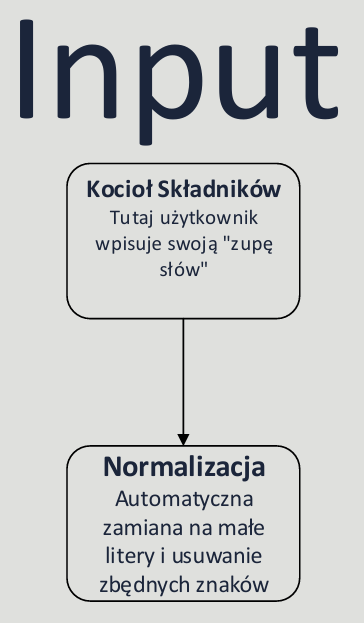 Input
Kocioł Składników
Tutaj użytkownik
wpisuje swoją "zupę
słów"
Normalizacja
Automatyczna
zamiana na małe
litery i usuwanie
zbędnych znaków